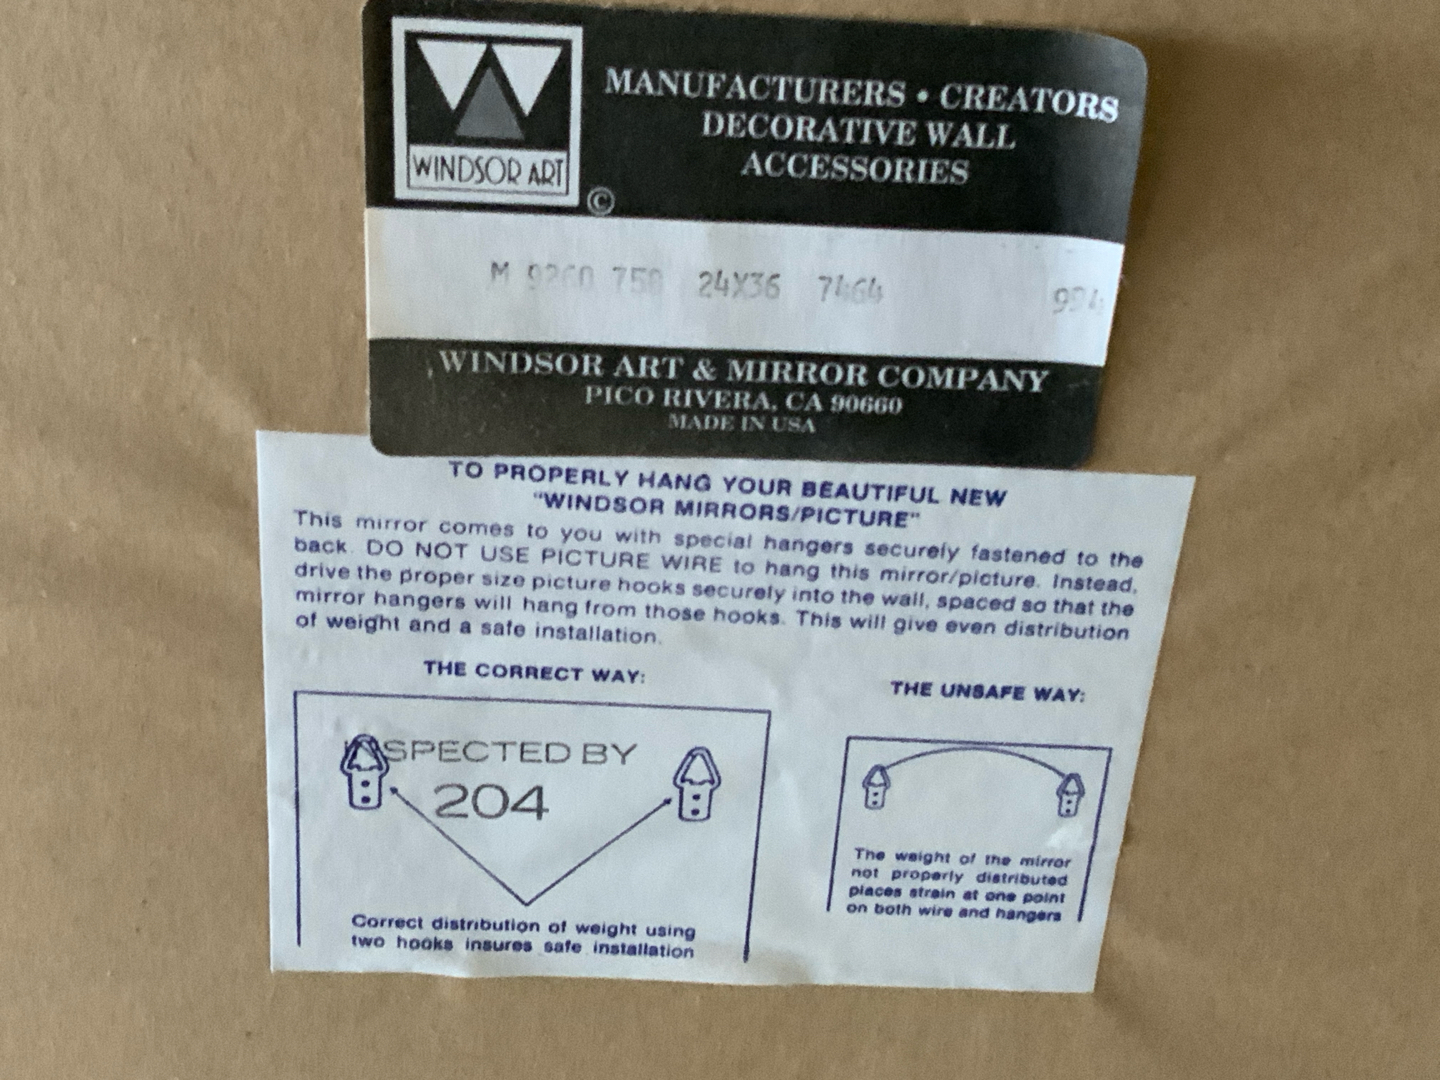 WINDSOR ART
©
MANUFACTURERS • CREATORS
DECORATIVE WALL
ACCESSORIES
M 9260 750 24X36 7464
WINDSOR ART & MIRROR COMPANY
PICO RIVERA, CA 90660
MADE IN USA
TO PROPERLY HANG YOUR BEAUTIFUL NEW
"WINDSOR MIRRORS/PICTURE"
This mirror comes to you with special hangers securely fastened to the
back. DO NOT USE PICTURE WIRE to hang this mirror/picture. Instead,
drive the proper size picture hooks securely into the wall, spaced so that the
mirror hangers will hang from those hooks. This will give even distribution
of weight and a safe installation.
THE CORRECT WAY:
INSPECTED BY
204
Correct distribution of weight using
two hooks insures safe installation
THE UNSAFE WAY:
The weight of the mirror
not properly distributed
places strain at one point
on both wire and hangers